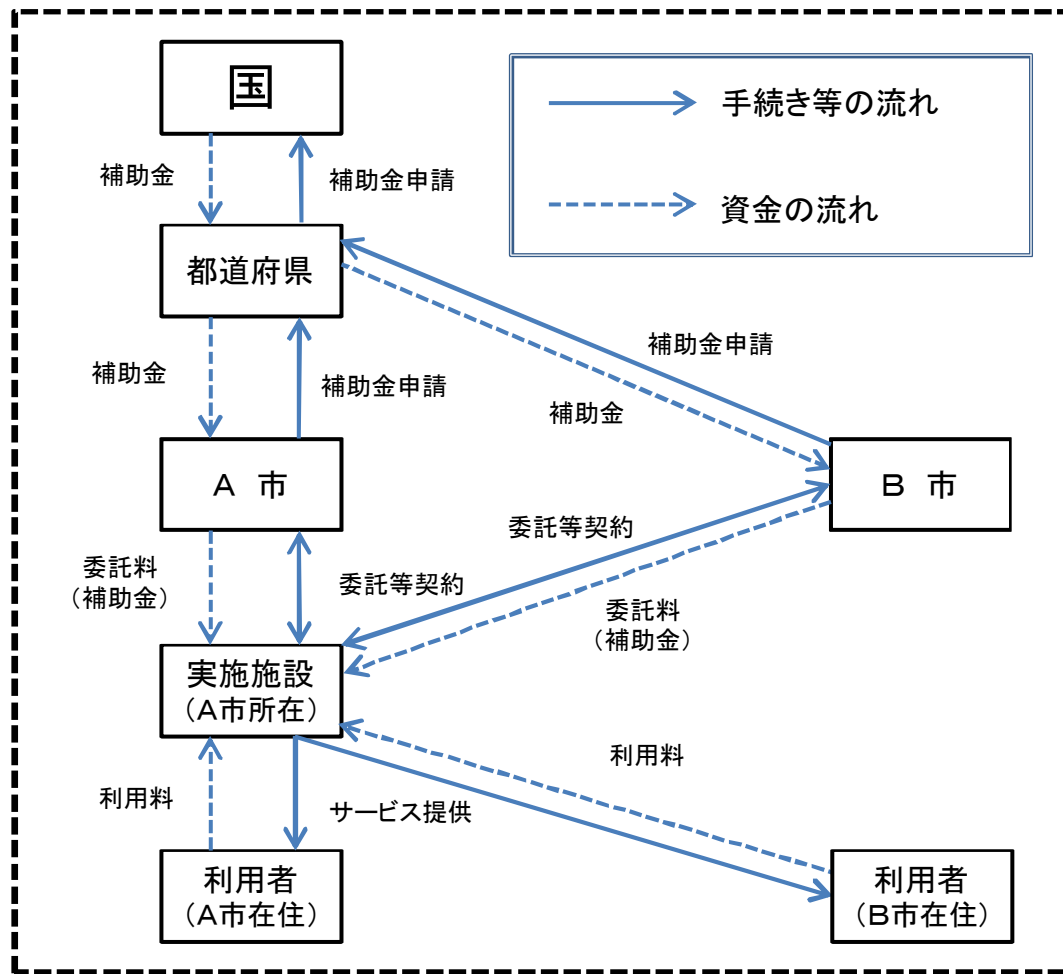 国
手続き等の流れ
資金の流れ
補助金
補助金申請
都道府県
補助金
補助金申請
補助金申請
補助金
A 市
B 市
委託料
（補助金）
委託等契約
委託等契約
委託料
（補助金）
実施施設
（A市所在）
利用料
サービス提供
利用料
利用者
（A市在住）
利用者
（B市在住）